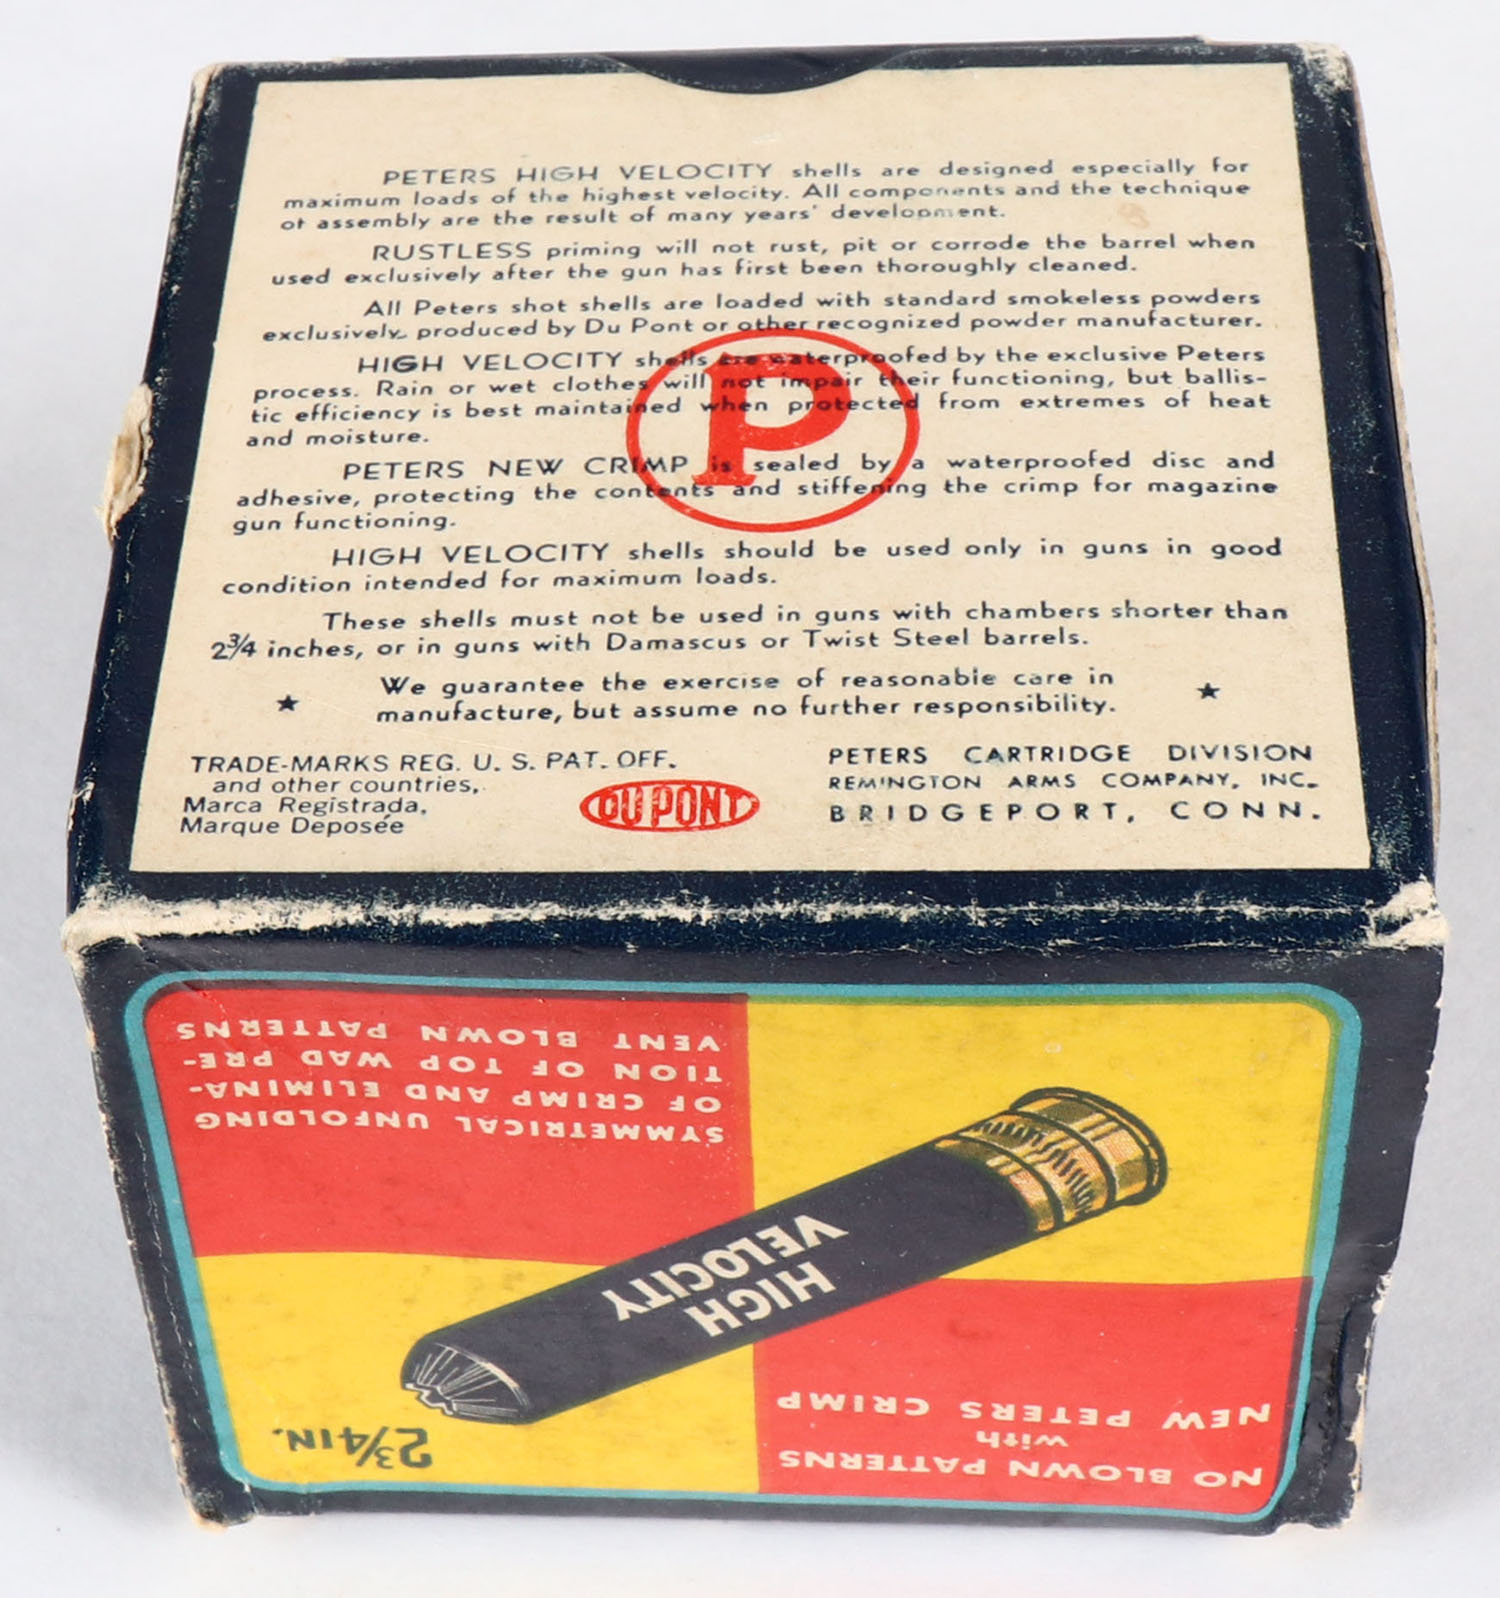 PETERS HIGH VELOCITY shells are designed especially for
maximum loads of the highest velocity. All components and the technique
of assembly are the result of many years' development.
RUSTLESS priming will not rust, pit or corrode the barrel when
used exclusively after the gun has first been thoroughly cleaned.
All Peters shot shells are loaded with standard smokeless powders
exclusively, produced by Du Pont or other recognized powder manufacturer.
HIGH VELOCITY shells are waterproofed by the exclusive Peters
process. Rain or wet clothes will not impair their functioning, but ballis-
tic efficiency is best maintained when protected from extremes of heat
and moisture.
P
PETERS NEW CRIMP is sealed by a waterproofed disc and
adhesive, protecting the contents and stiffening the crimp for magazine
gun functioning.
HIGH VELOCITY shells should be used only in guns in good
condition intended for maximum loads.
These shells must not be used in guns with chambers shorter than
2¾ inches, or in guns with Damascus or Twist Steel barrels.
★ We guarantee the exercise of reasonable care in ★
manufacture, but assume no further responsibility.
TRADE-MARKS REG. U. S. PAT. OFF.
and other countries,
Marca Registrada,
Marque Deposée
DU PONT
PETERS CARTRIDGE DIVISION
REMINGTON ARMS COMPANY, INC.
BRIDGEPORT, CONN.
NO BLOWN PATTERNS
with
NEW PETERS CRIMP
2¾ IN.
HIGH
VELOCITY
SYMMETRICAL UNFOLDING
OF CRIMP AND ELIMINA-
TION OF TOP WAD PRE-
VENT BLOWN PATTERNS